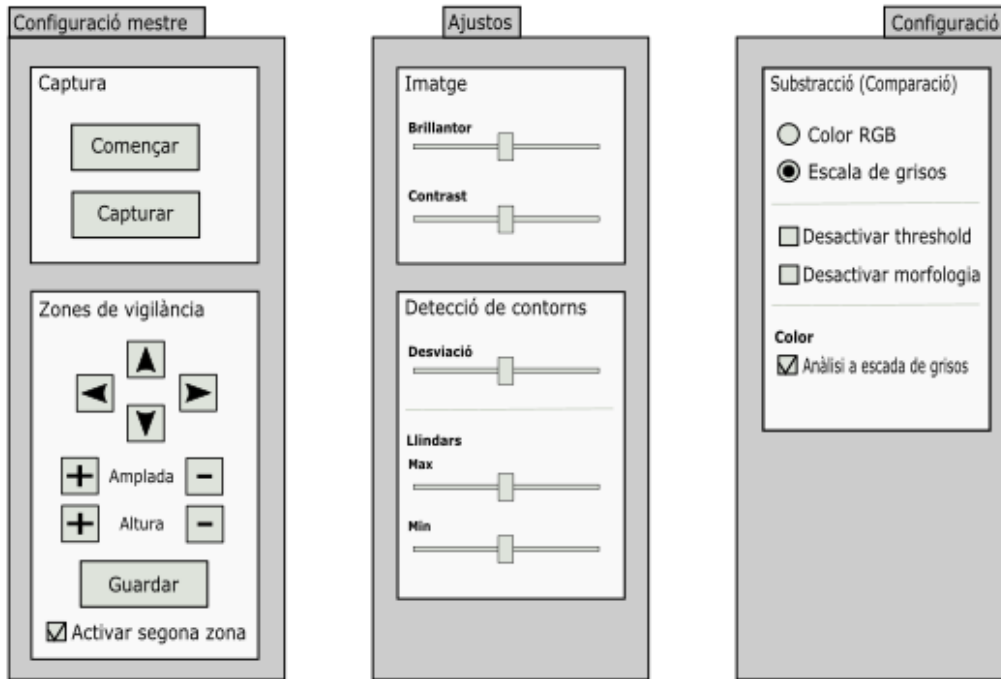 Configuració mestre
Captura
Començar
Capturar
Zones de vigilància
+ Amplada -
+ Altura -
Guardar
Activar segona zona
Ajustos
Imatge
Brillantor
Contrast
Detecció de contorns
Desviació
Llindars
Max
Min
Configuració
Substracció (Comparació)
Color RGB
Escala de grisos
Desactivar threshold
Desactivar morfologia
Color
Anàlisi a escada de grisos